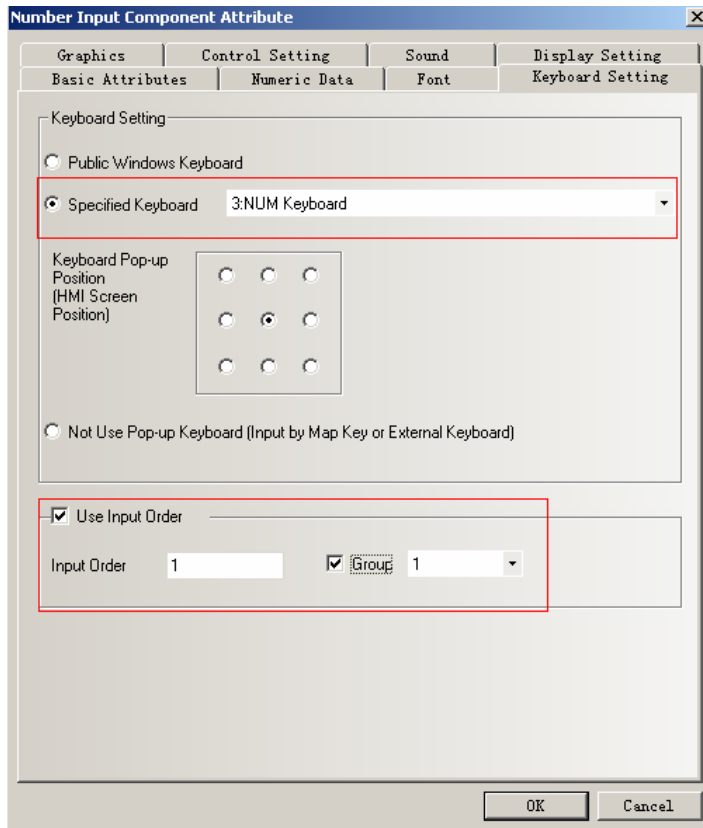 Number Input Component Attribute
Graphics Control Setting Sound Display Setting
Basic Attributes Numeric Data Font Keyboard Setting
Keyboard Setting
Public Windows Keyboard
Specified Keyboard 3:NUM Keyboard
Keyboard Pop-up
Position
(HMI Screen
Position)
Not Use Pop-up Keyboard (Input by Map Key or External Keyboard)
Use Input Order
Input Order 1 Group 1
OK Cancel